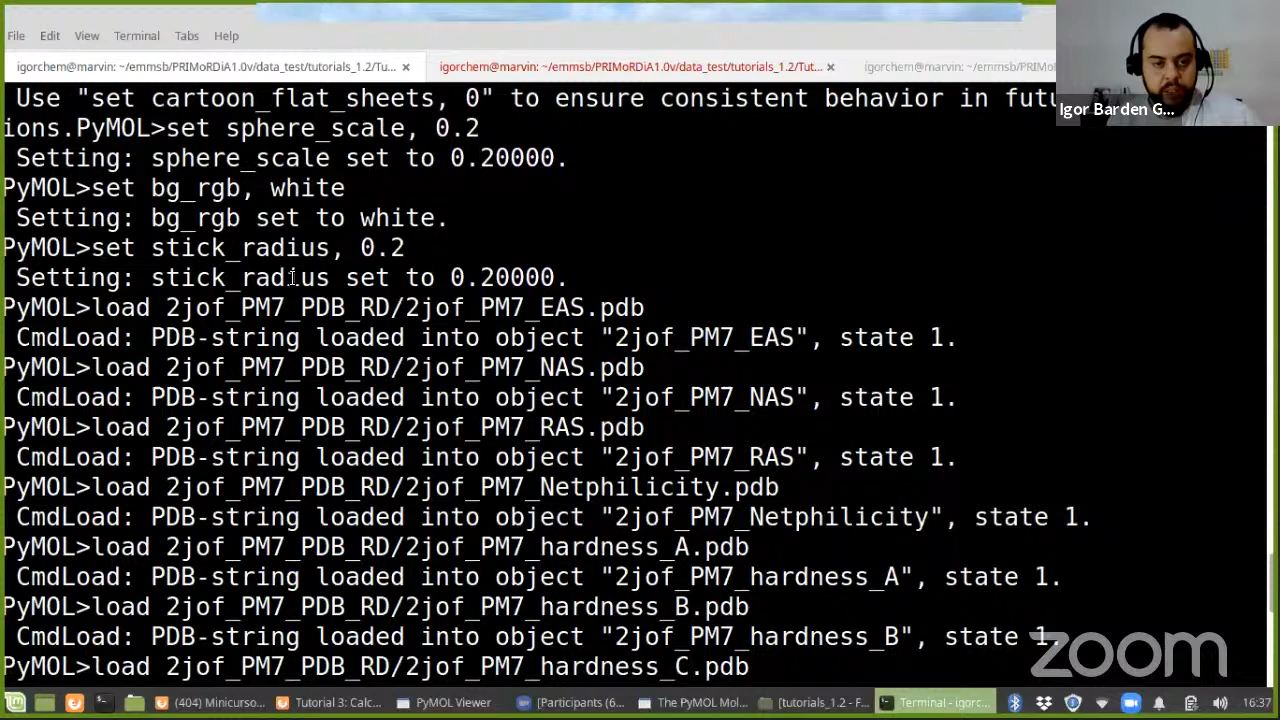 File Edit View Terminal Tabs Help
igorchem@marvin: ~/emmsb/PRIMoRDiA1.0v/data_test/tutorials_1.2/Tu... × igorchem@marvin: ~/emmsb/PRIMoRDiA1.0v/data_test/tutorials_1.2/Tut... × igorchem@marvin: ~/emmsb/PRIMoRD
Igor Barden G...
Use "set cartoon_flat_sheets, 0" to ensure consistent behavior in futu
ions.PyMOL>set sphere_scale, 0.2
Setting: sphere_scale set to 0.20000.
PyMOL>set bg_rgb, white
Setting: bg_rgb set to white.
PyMOL>set stick_radius, 0.2
Setting: stick_radius set to 0.20000.
PyMOL>load 2jof_PM7_PDB_RD/2jof_PM7_EAS.pdb
CmdLoad: PDB-string loaded into object "2jof_PM7_EAS", state 1.
PyMOL>load 2jof_PM7_PDB_RD/2jof_PM7_NAS.pdb
CmdLoad: PDB-string loaded into object "2jof_PM7_NAS", state 1.
PyMOL>load 2jof_PM7_PDB_RD/2jof_PM7_RAS.pdb
CmdLoad: PDB-string loaded into object "2jof_PM7_RAS", state 1.
PyMOL>load 2jof_PM7_PDB_RD/2jof_PM7_Netphilicity.pdb
CmdLoad: PDB-string loaded into object "2jof_PM7_Netphilicity", state 1.
PyMOL>load 2jof_PM7_PDB_RD/2jof_PM7_hardness_A.pdb
CmdLoad: PDB-string loaded into object "2jof_PM7_hardness_A", state 1.
PyMOL>load 2jof_PM7_PDB_RD/2jof_PM7_hardness_B.pdb
CmdLoad: PDB-string loaded into object "2jof_PM7_hardness_B", state 1.
PyMOL>load 2jof_PM7_PDB_RD/2jof_PM7_hardness_C.pdb
zoom
(404) Minicurso... Tutorial 3: Calc... PyMOL Viewer [Participants (6... The PyMOL Mol... [tutorials_1.2 - F... Terminal - igorc... 16:37